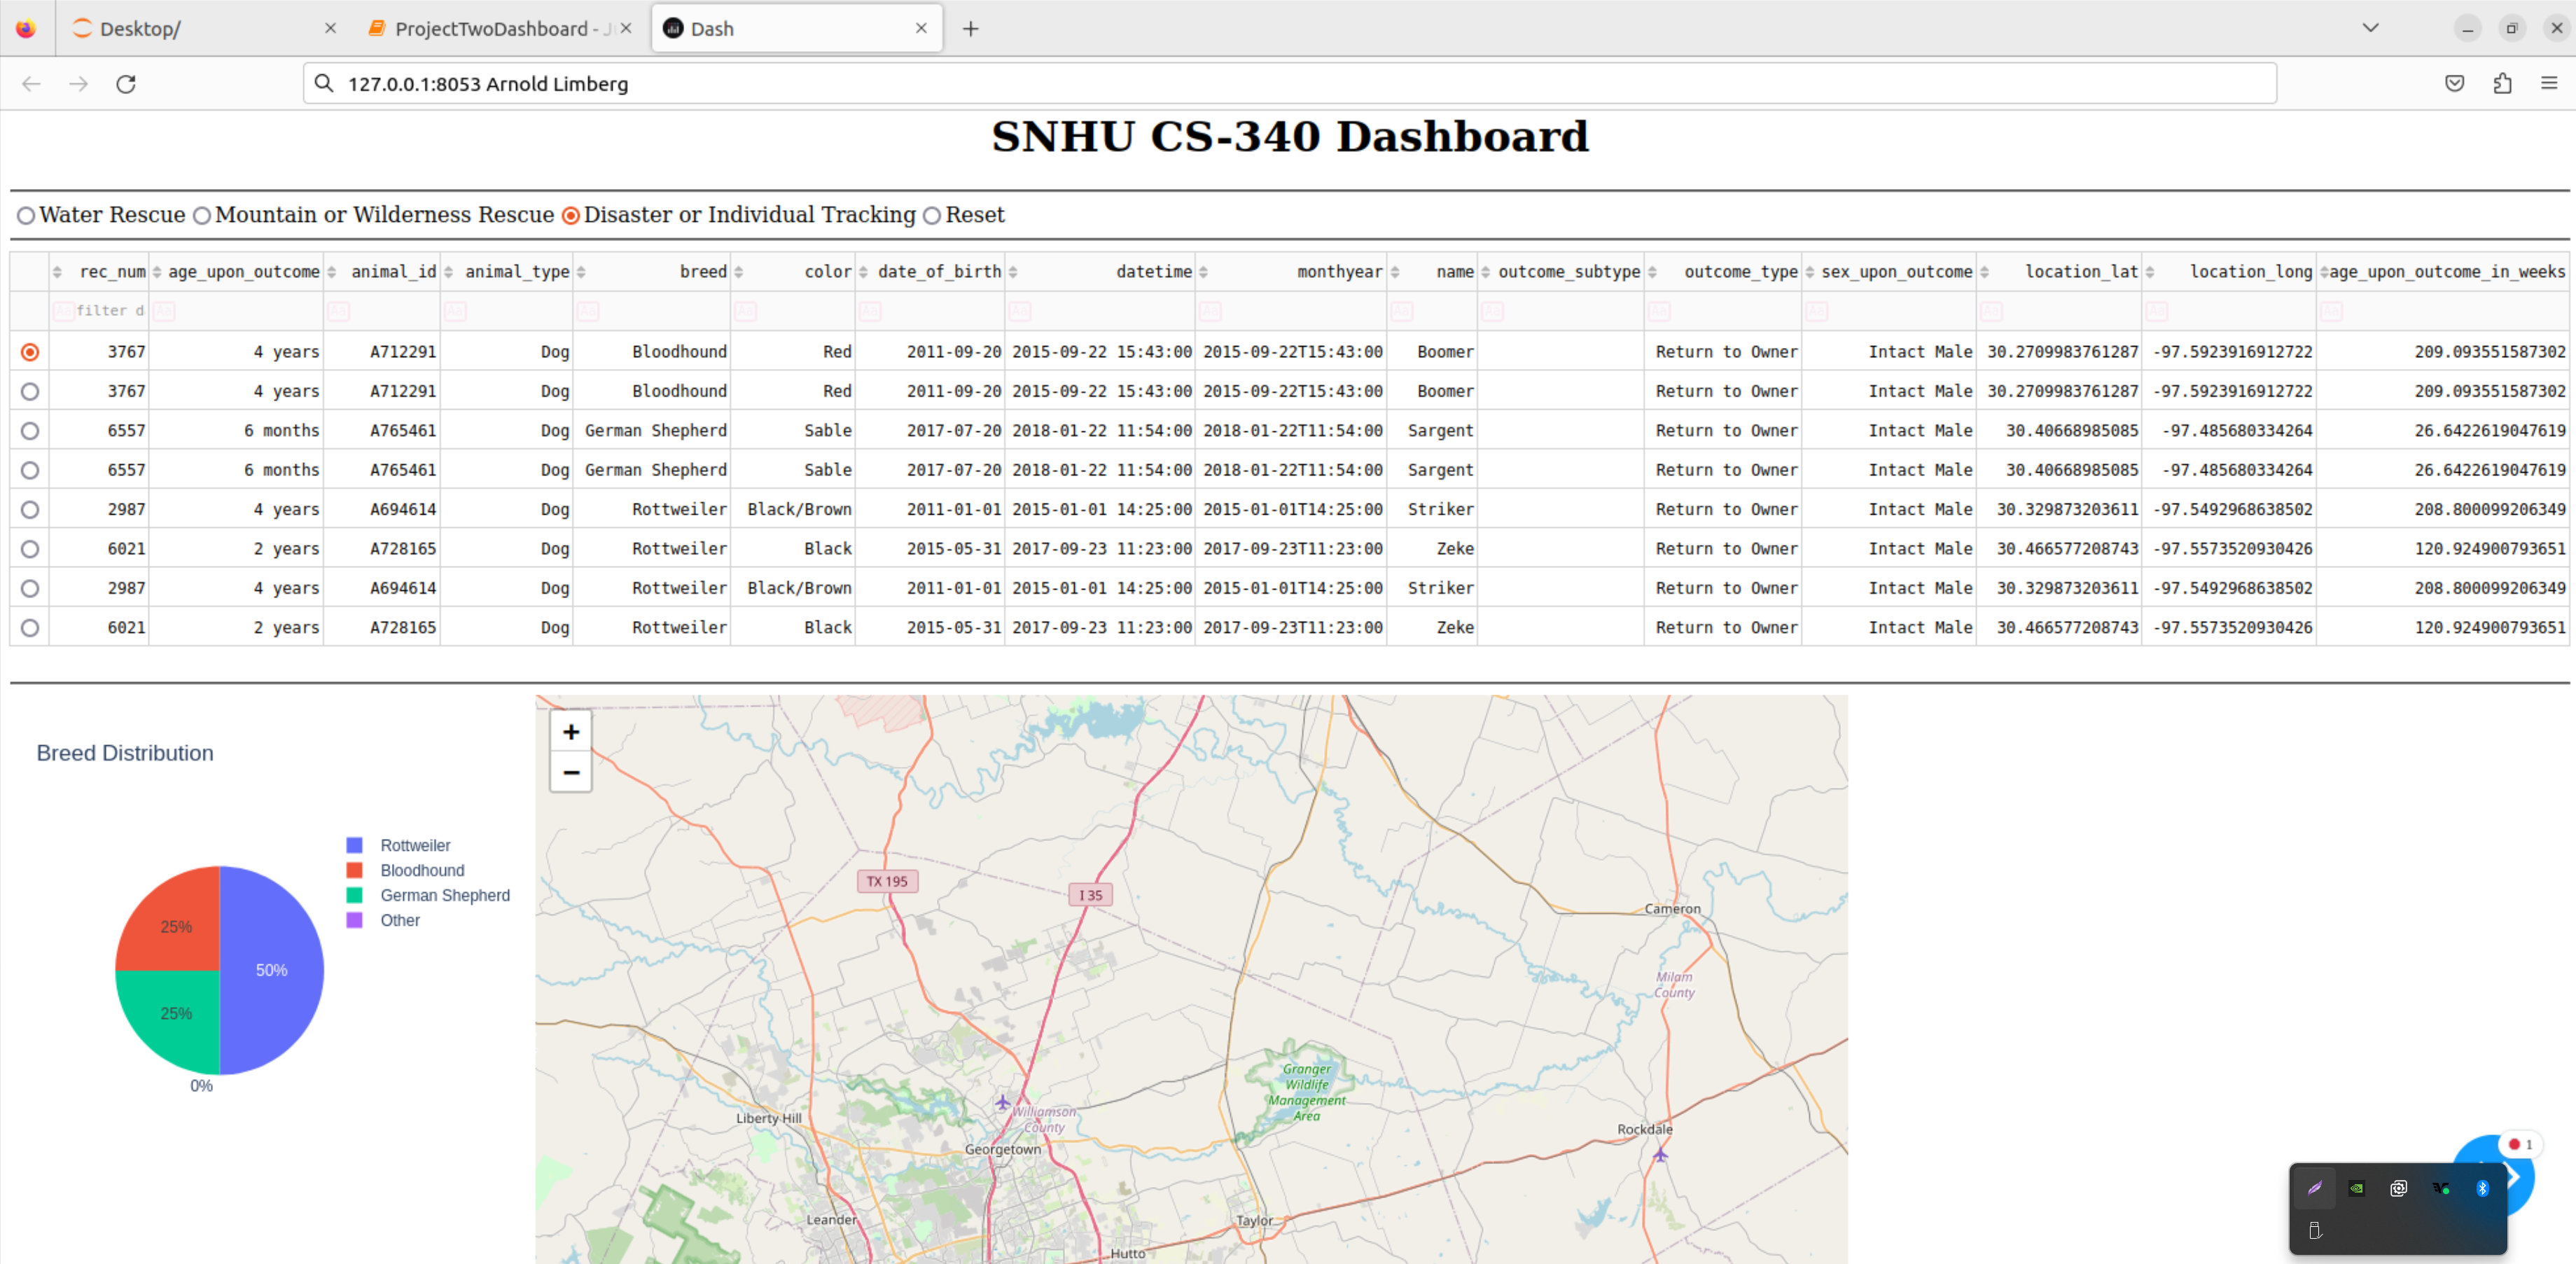 Desktop/
ProjectTwoDashboard - J
Dash
127.0.0.1:8053 Arnold Limberg
SNHU CS-340 Dashboard
Water Rescue Mountain or Wilderness Rescue Disaster or Individual Tracking Reset
rec_num age_upon_outcome animal_id animal_type breed color date_of_birth datetime monthyear name outcome_subtype outcome_type sex_upon_outcome location_lat location_long age_upon_outcome_in_weeks
Aa filter d Aa Aa Aa Aa Aa Aa Aa Aa Aa Aa Aa Aa Aa Aa Aa
3767 4 years A712291 Dog Bloodhound Red 2011-09-20 2015-09-22 15:43:00 2015-09-22T15:43:00 Boomer Return to Owner Intact Male 30.2709983761287 -97.5923916912722 209.093551587302
3767 4 years A712291 Dog Bloodhound Red 2011-09-20 2015-09-22 15:43:00 2015-09-22T15:43:00 Boomer Return to Owner Intact Male 30.2709983761287 -97.5923916912722 209.093551587302
6557 6 months A765461 Dog German Shepherd Sable 2017-07-20 2018-01-22 11:54:00 2018-01-22T11:54:00 Sargent Return to Owner Intact Male 30.40668985085 -97.485680334264 26.6422619047619
6557 6 months A765461 Dog German Shepherd Sable 2017-07-20 2018-01-22 11:54:00 2018-01-22T11:54:00 Sargent Return to Owner Intact Male 30.40668985085 -97.485680334264 26.6422619047619
2987 4 years A694614 Dog Rottweiler Black/Brown 2011-01-01 2015-01-01 14:25:00 2015-01-01T14:25:00 Striker Return to Owner Intact Male 30.329873203611 -97.5492968638502 208.800099206349
6021 2 years A728165 Dog Rottweiler Black 2015-05-31 2017-09-23 11:23:00 2017-09-23T11:23:00 Zeke Return to Owner Intact Male 30.466577208743 -97.5573520930426 120.924900793651
2987 4 years A694614 Dog Rottweiler Black/Brown 2011-01-01 2015-01-01 14:25:00 2015-01-01T14:25:00 Striker Return to Owner Intact Male 30.329873203611 -97.5492968638502 208.800099206349
6021 2 years A728165 Dog Rottweiler Black 2015-05-31 2017-09-23 11:23:00 2017-09-23T11:23:00 Zeke Return to Owner Intact Male 30.466577208743 -97.5573520930426 120.924900793651
Breed Distribution
Rottweiler
Bloodhound
German Shepherd
Other
25%
50%
25%
0%
+
−
TX 195
I 35
Cameron
Milam
County
Granger
Wildlife
Management
Area
Liberty Hill
Williamson
County
Georgetown
Rockdale
Leander
Taylor
Hutto
1